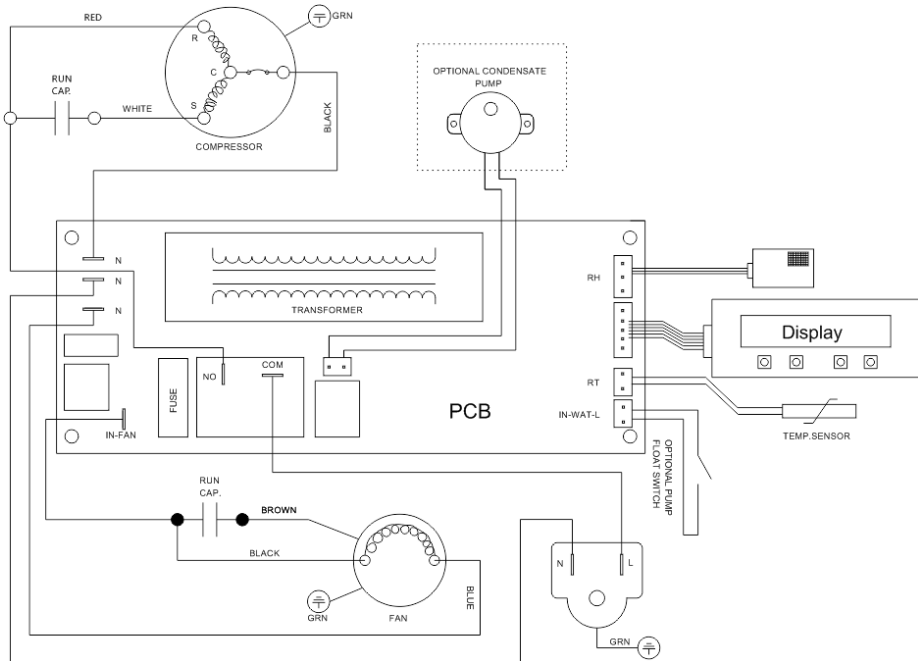 RED
GRN
R
C
S
RUN
CAP.
WHITE
BLACK
COMPRESSOR
OPTIONAL CONDENSATE
PUMP
N
N
N
TRANSFORMER
RH
Display
NO
COM
FUSE
PCB
RT
IN-WAT-L
TEMP.SENSOR
IN-FAN
OPTIONAL PUMP
FLOAT SWITCH
RUN
CAP.
BROWN
BLACK
BLUE
GRN
FAN
N
L
GRN